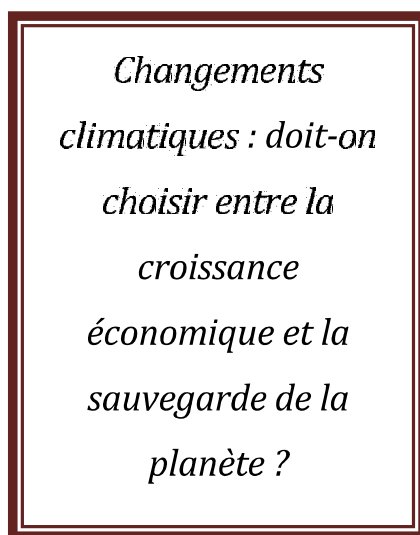 Changements
climatiques : doit-on
choisir entre la
croissance
économique et la
sauvegarde de la
planète ?